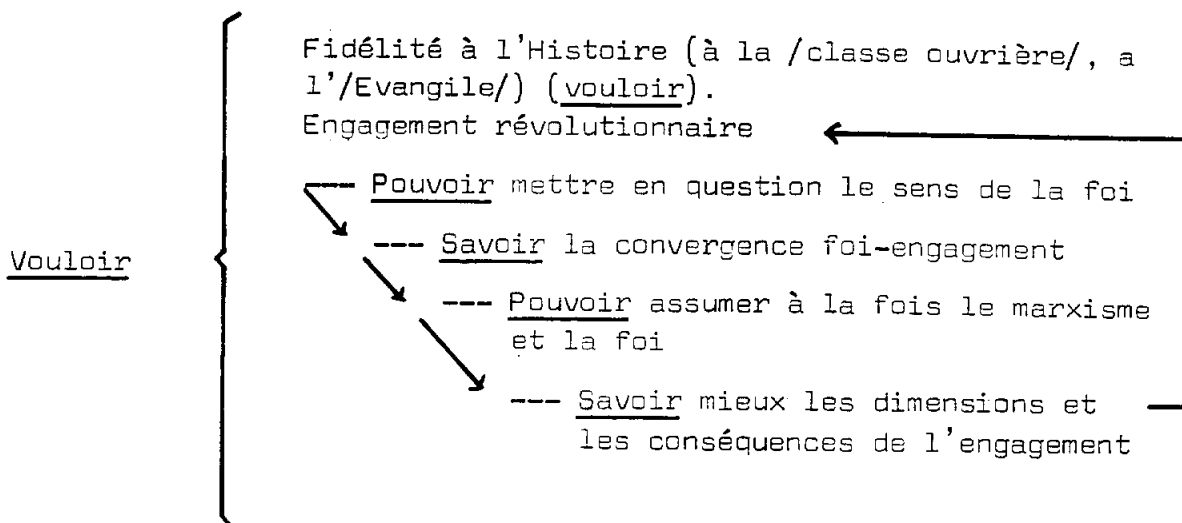 Fidélité à l'Histoire (à la /classe ouvrière/, a
l'/Evangile/) (vouloir).
Engagement révolutionnaire
--- Pouvoir mettre en question le sens de la foi
--- Savoir la convergence foi-engagement
Vouloir
--- Pouvoir assumer à la fois le marxisme
et la foi
--- Savoir mieux les dimensions et
les conséquences de l'engagement